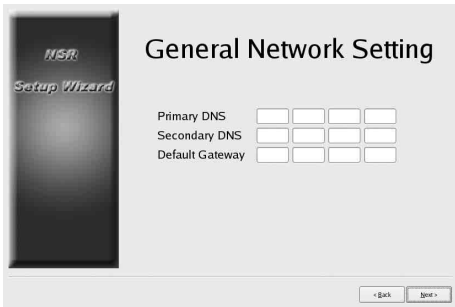 NSR
Setup Wizard
General Network Setting
Primary DNS
Secondary DNS
Default Gateway
< Back
Next >